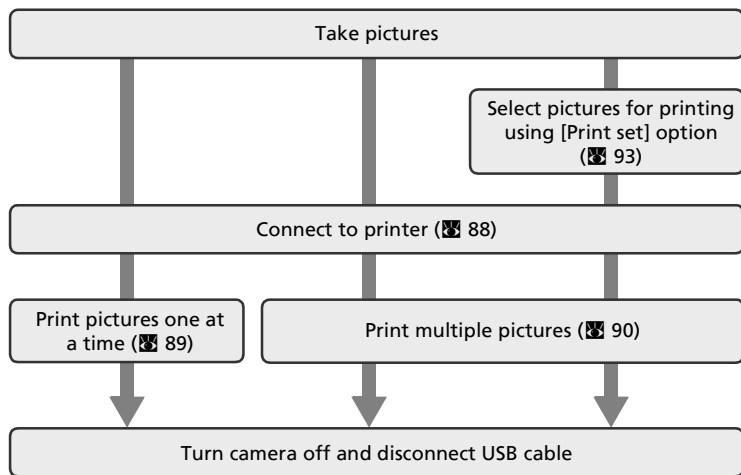 Take pictures
Select pictures for printing
using [Print set] option
( 93)
Connect to printer ( 88)
Print pictures one at
a time ( 89)
Print multiple pictures ( 90)
Turn camera off and disconnect USB cable